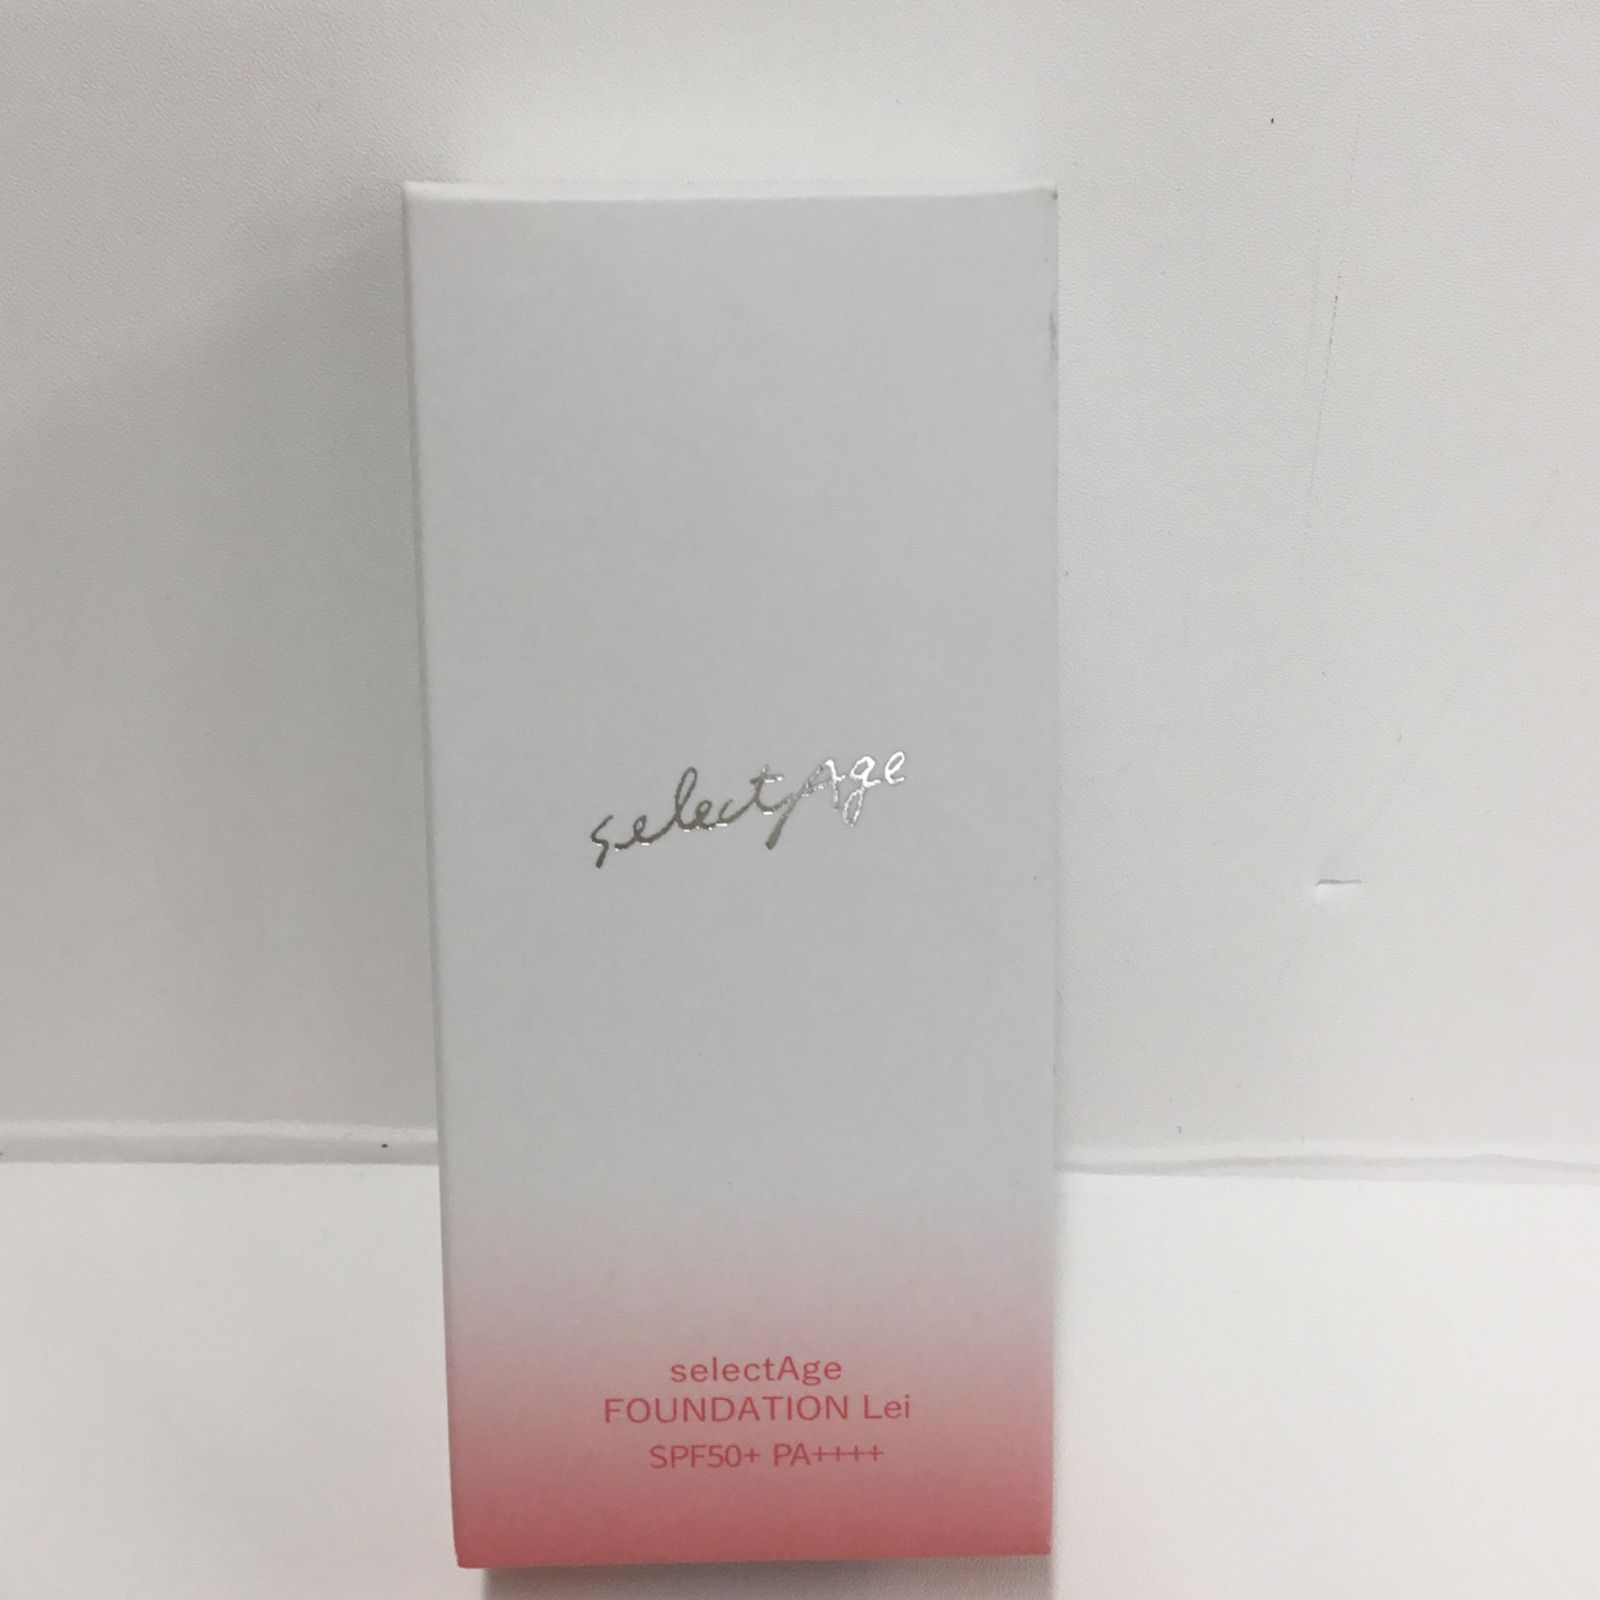 selectAge
selectAge
FOUNDATION Lei
SPF50+ PA++++